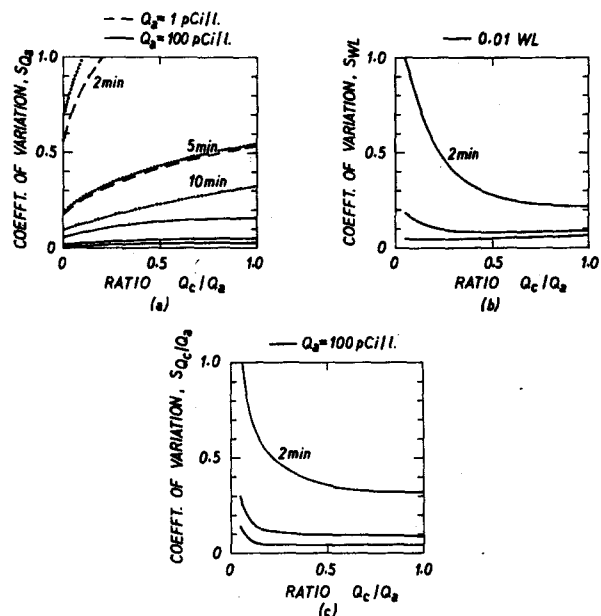 Qa = 1 pCi/l.
Qa = 100 pCi/l.
COEFFT. OF VARIATION, SQa
1.0
0.5
0
2min
5min
10min
0 0.5 1.0
RATIO Qc/Qa
(a)
0.01 WL
COEFFT. OF VARIATION, SWL
1.0
0.5
0
2min
0 0.5 1.0
RATIO Qc/Qa
(b)
Qa = 100 pCi/l.
COEFFT. OF VARIATION, SQc/Qa
1.0
0.5
0
2min
0 0.5 1.0
RATIO Qc/Qa
(c)